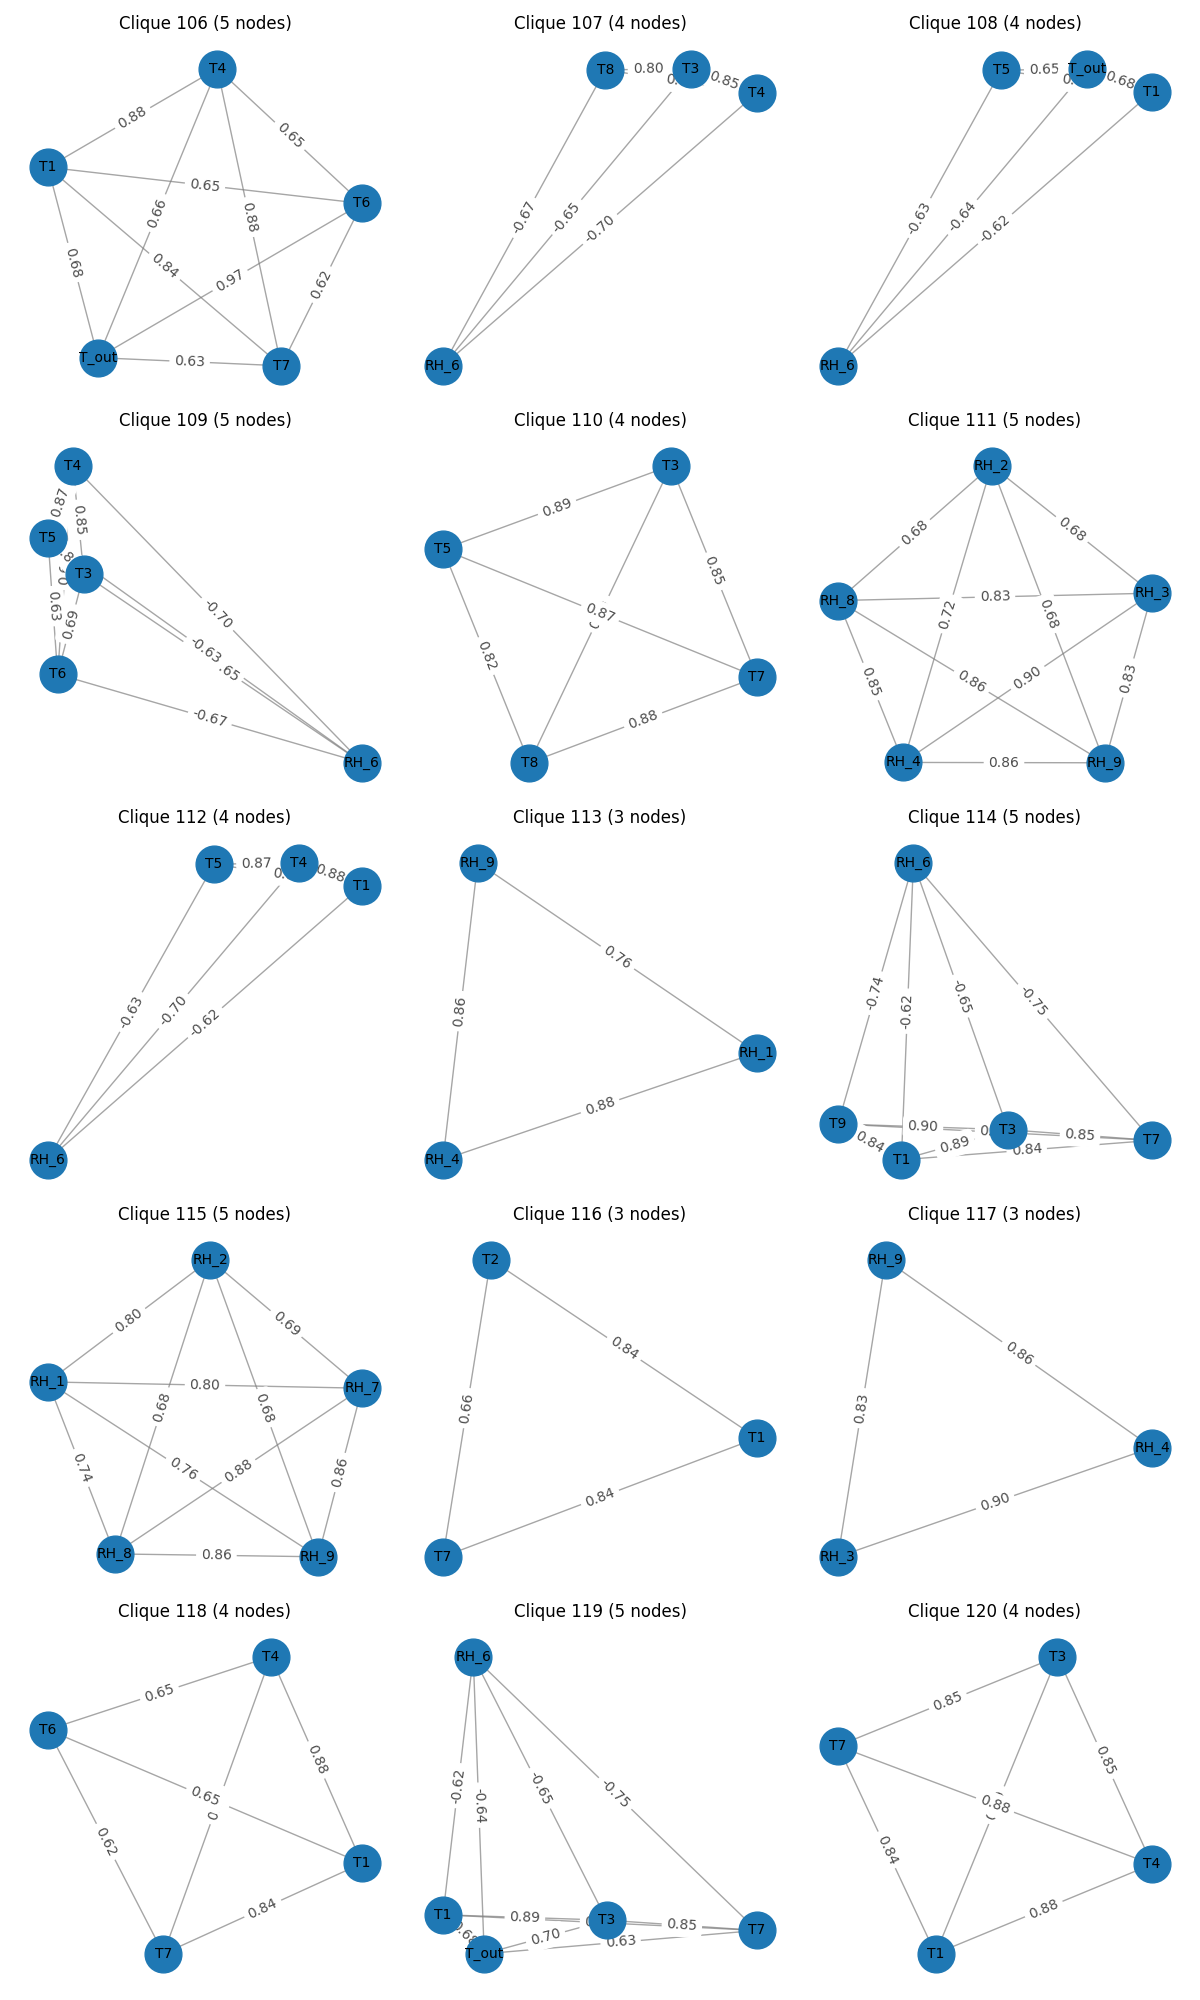 Clique 106 (5 nodes)
T4
0.88
0.65
T1
0.65
T6
0.66
0.88
0.68
0.84
0.97
0.62
T_out
0.63
T7
Clique 107 (4 nodes)
T8
0.80
T3
0.85
T4
-0.67
-0.65
-0.70
RH_6
Clique 108 (4 nodes)
T5
0.65
T_out
0.68
T1
-0.63
-0.64
-0.62
RH_6
Clique 109 (5 nodes)
T4
0.87
0.85
T5
T3
0.63
0.69
-0.70
-0.63
T6
-0.67
RH_6
Clique 110 (4 nodes)
T3
0.89
T5
0.85
0.87
0.82
T7
0.88
T8
Clique 111 (5 nodes)
RH_2
0.68
0.68
RH_8
0.83
RH_3
0.72
0.68
0.85
0.86
0.90
0.83
RH_4
0.86
RH_9
Clique 112 (4 nodes)
T5
0.87
T4
0.88
T1
-0.63
-0.70
-0.62
RH_6
Clique 113 (3 nodes)
RH_9
0.76
0.86
RH_1
0.88
RH_4
Clique 114 (5 nodes)
RH_6
-0.74
-0.62
-0.65
-0.75
T9
0.90
T3
0.85
T7
0.84
0.89
0.84
T1
Clique 115 (5 nodes)
RH_2
0.80
0.69
RH_1
0.80
RH_7
0.68
0.68
0.74
0.76
0.88
0.86
RH_8
0.86
RH_9
Clique 116 (3 nodes)
T2
0.84
0.66
T1
0.84
T7
Clique 117 (3 nodes)
RH_9
0.86
0.83
RH_4
0.90
RH_3
Clique 118 (4 nodes)
T4
0.65
T6
0.88
0.65
0.62
T1
0.84
T7
Clique 119 (5 nodes)
RH_6
-0.62
-0.64
-0.65
-0.75
T1
0.89
T3
0.85
T7
0.68
0.70
0.63
T_out
Clique 120 (4 nodes)
T3
0.85
T7
0.85
0.88
0.84
T4
0.88
T1